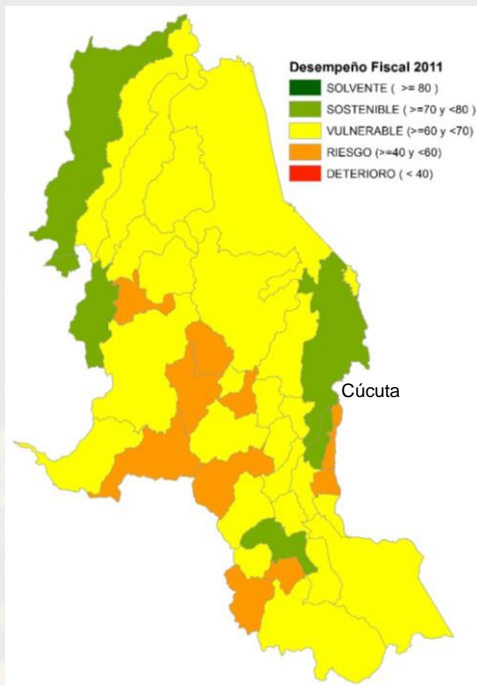 Desempeño Fiscal 2011
SOLVENTE ( >= 80 )
SOSTENIBLE (>=70 y <80)
VULNERABLE (>=60 y <70)
RIESGO (>=40 y <60)
DETERIORO ( < 40)
Cúcuta